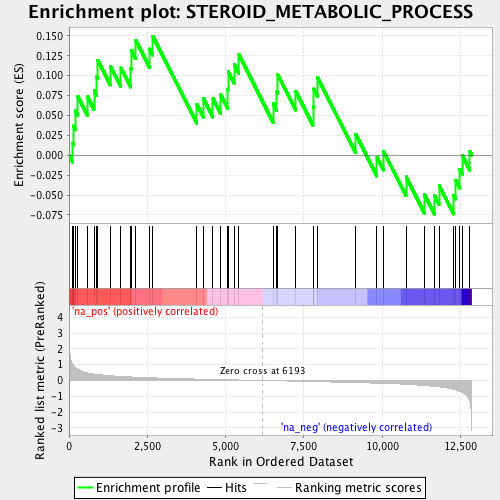 Enrichment plot: STEROID_METABOLIC_PROCESS
Enrichment score (ES)
0.150
0.125
0.100
0.075
0.050
0.025
0.000
-0.025
-0.050
-0.075
'na_pos' (positively correlated)
Ranked list metric (PreRanked)
4
3
2
1
0
-1
-2
-3
Zero cross at 6193
'na_neg' (negatively correlated)
0
2,500
5,000
7,500
10,000
12,500
Rank in Ordered Dataset
Enrichment profile
Hits
Ranking metric scores